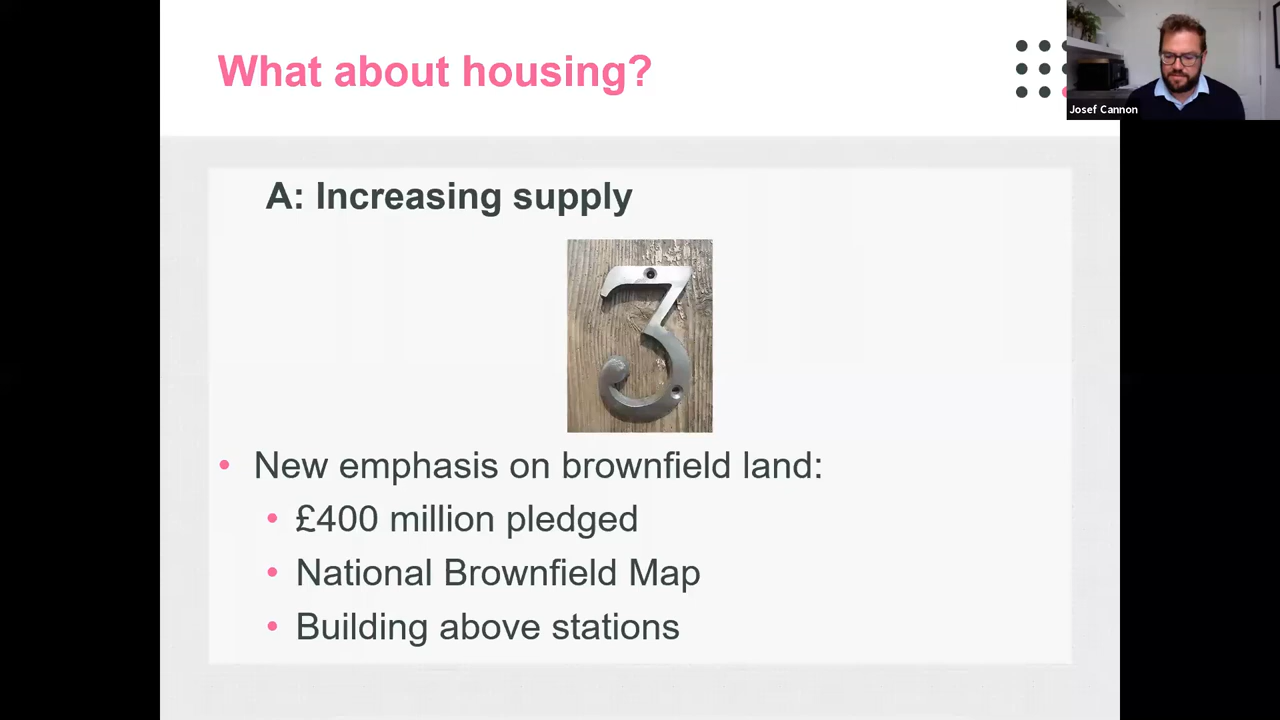 What about housing?
Josef Cannon
A: Increasing supply
3
• New emphasis on brownfield land:
• £400 million pledged
• National Brownfield Map
• Building above stations